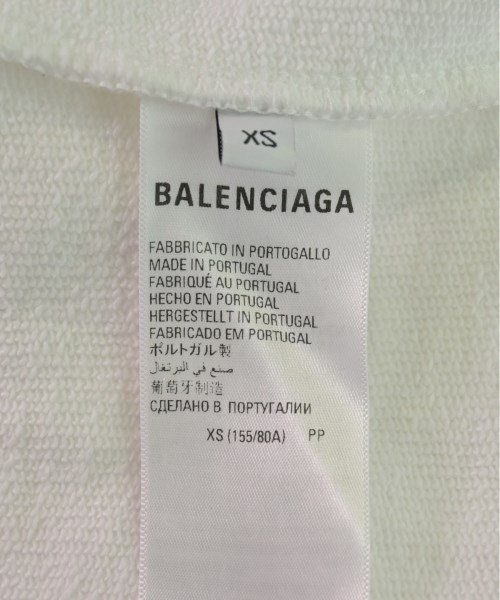 XS
BALENCIAGA
FABBRICATO IN PORTOGALLO
MADE IN PORTUGAL
FABRIQUÉ AU PORTUGAL
HECHO EN PORTUGAL
HERGESTELLT IN PORTUGAL
FABRICADO EM PORTUGAL
ポルトガル製
صنع في البرتغال
葡萄牙制造
СДЕЛАНО В ПОРТУГАЛИИ
XS (155/80A) PP